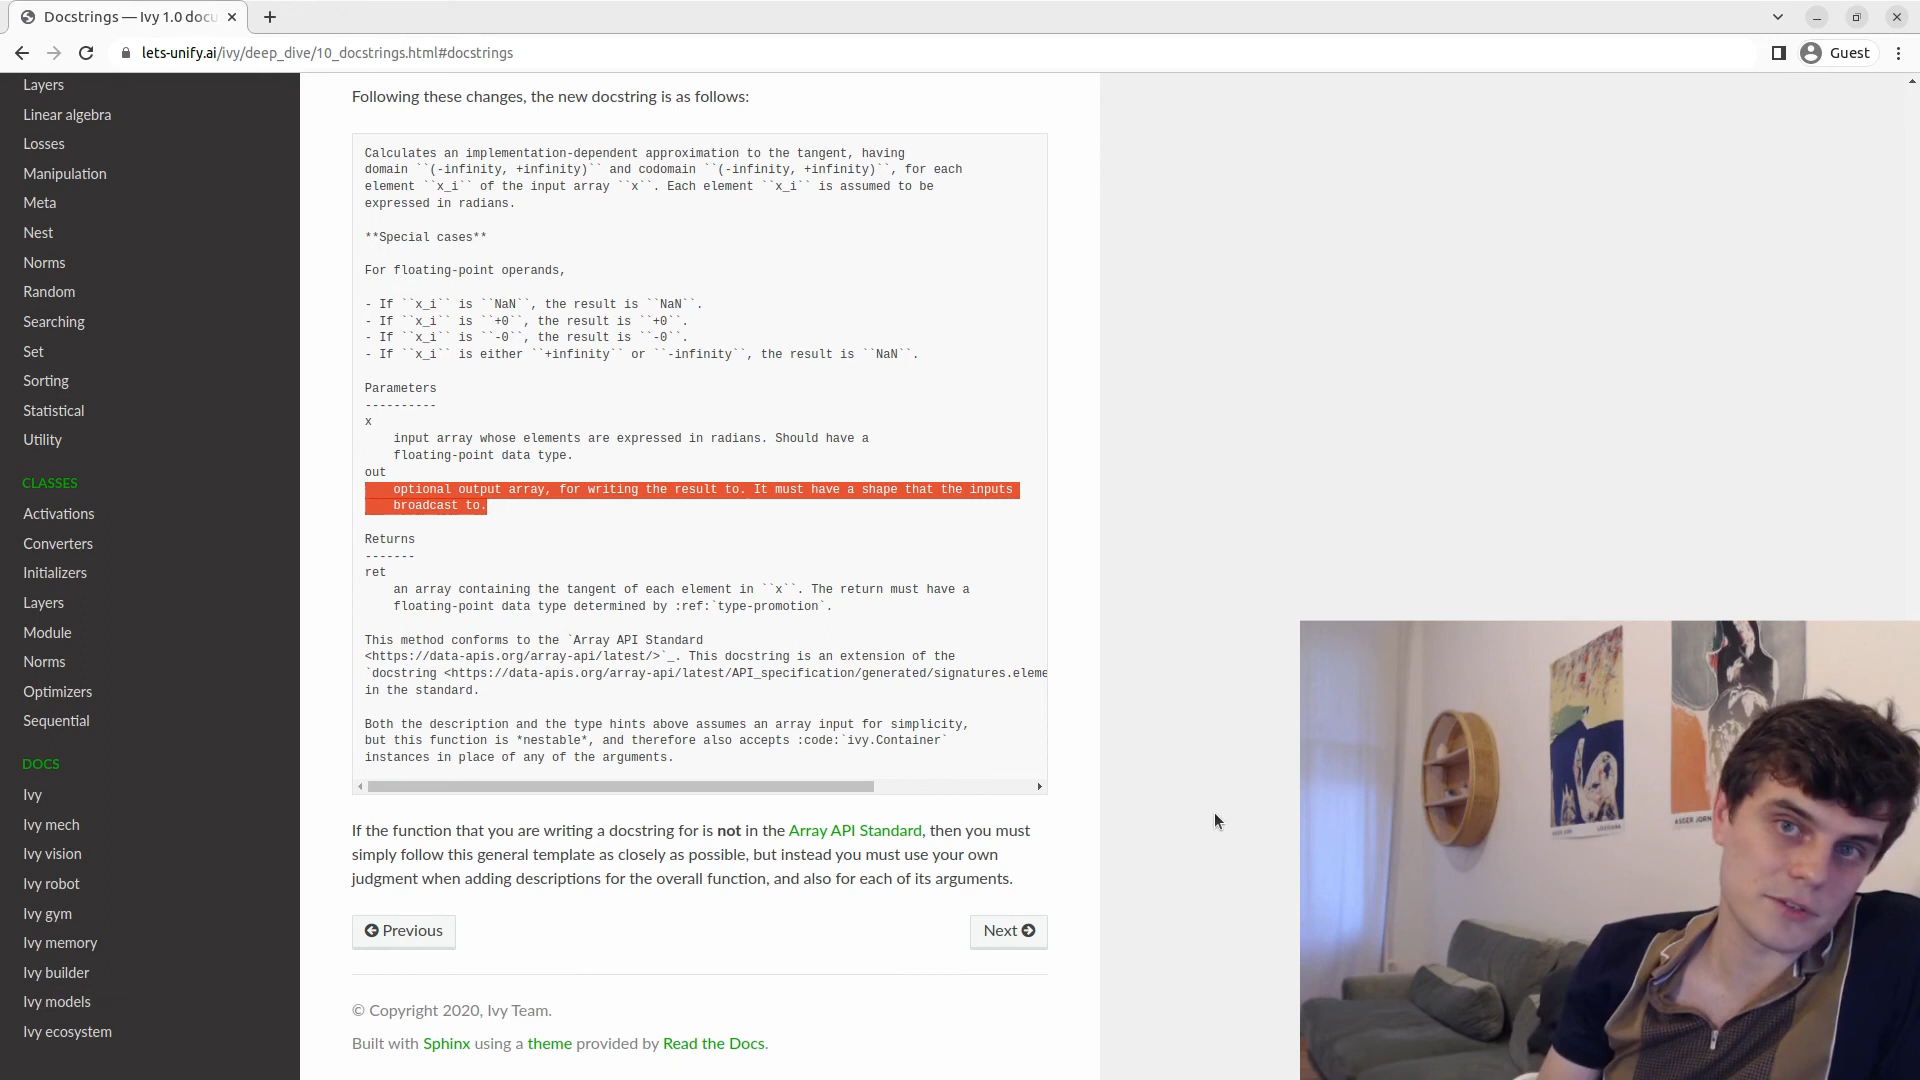 Docstrings — Ivy 1.0 docu
Guest
lets-unify.ai/ivy/deep_dive/10_docstrings.html#docstrings
Layers
Linear algebra
Losses
Manipulation
Meta
Nest
Norms
Random
Searching
Set
Sorting
Statistical
Utility
CLASSES
Activations
Converters
Initializers
Layers
Module
Norms
Optimizers
Sequential
DOCS
Ivy
Ivy mech
Ivy vision
Ivy robot
Ivy gym
Ivy memory
Ivy builder
Ivy models
Ivy ecosystem
Following these changes, the new docstring is as follows:
Calculates an implementation-dependent approximation to the tangent, having
domain ``(-infinity, +infinity)`` and codomain ``(-infinity, +infinity)``, for each
element ``x_i`` of the input array ``x``. Each element ``x_i`` is assumed to be
expressed in radians.
**Special cases**
For floating-point operands,
- If ``x_i`` is ``NaN``, the result is ``NaN``.
- If ``x_i`` is ``+0``, the result is ``+0``.
- If ``x_i`` is ``-0``, the result is ``-0``.
- If ``x_i`` is either ``+infinity`` or ``-infinity``, the result is ``NaN``.
Parameters
----------
x
input array whose elements are expressed in radians. Should have a
floating-point data type.
out
optional output array, for writing the result to. It must have a shape that the inputs
broadcast to.
Returns
-------
ret
an array containing the tangent of each element in ``x``. The return must have a
floating-point data type determined by :ref:`type-promotion`.
This method conforms to the `Array API Standard
<https://data-apis.org/array-api/latest/>`_. This docstring is an extension of the
`docstring <https://data-apis.org/array-api/latest/API_specification/generated/signatures.eleme
in the standard.
Both the description and the type hints above assumes an array input for simplicity,
but this function is *nestable*, and therefore also accepts :code:`ivy.Container`
instances in place of any of the arguments.
If the function that you are writing a docstring for is not in the Array API Standard, then you must
simply follow this general template as closely as possible, but instead you must use your own
judgment when adding descriptions for the overall function, and also for each of its arguments.
Previous
Next
© Copyright 2020, Ivy Team.
Built with Sphinx using a theme provided by Read the Docs.
ASGER JORN